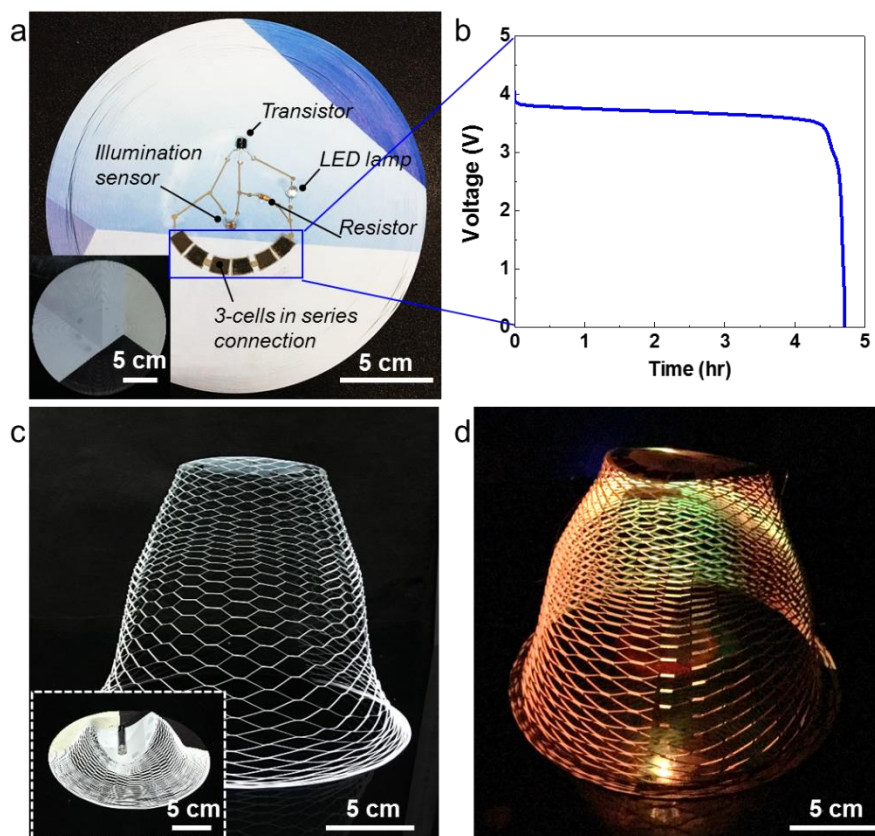 a
Transistor
Illumination
sensor
LED lamp
Resistor
3-cells in series
connection
5 cm
5 cm
b
5
4
3
2
1
0
Voltage (V)
0
1
2
3
4
5
Time (hr)
c
5 cm
5 cm
d
5 cm